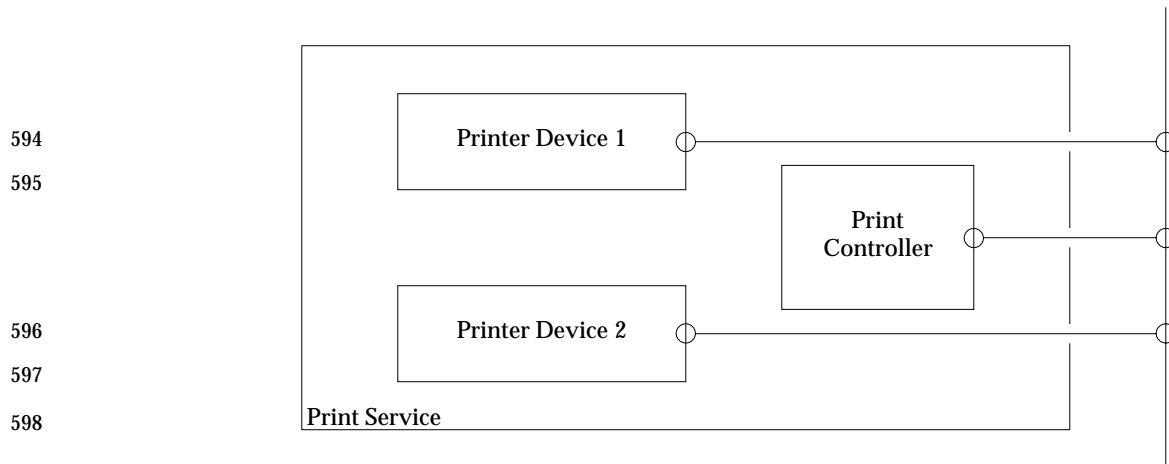 594
Printer Device 1
595
Print
Controller
596
Printer Device 2
597
598
Print Service